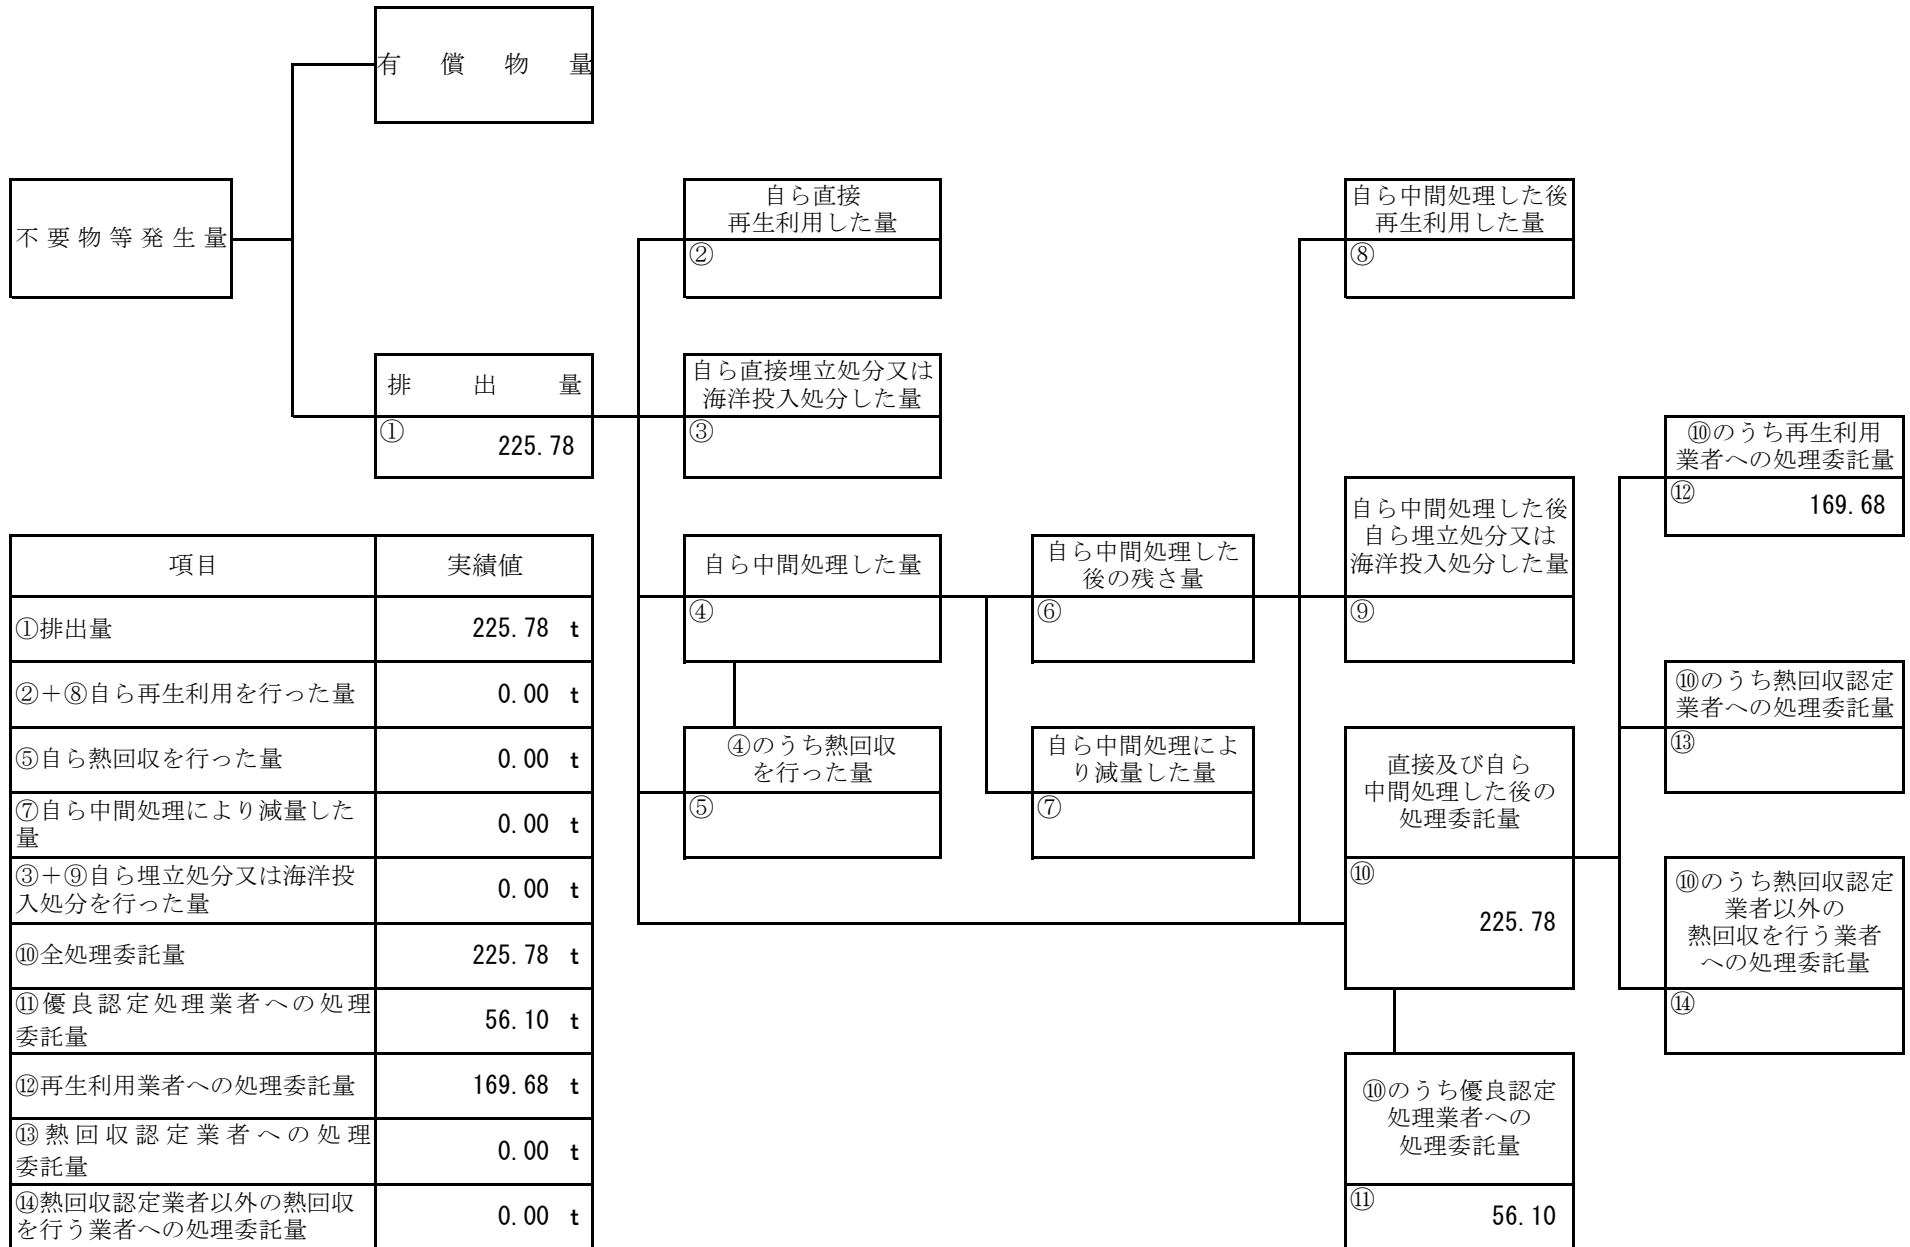 有償物量
不要物等発生量
排出量
① 225.78
自ら直接
再生利用した量
②
自ら直接埋立処分又は
海洋投入処分した量
③
自ら中間処理した量
④
④のうち熱回収
を行った量
⑤
自ら中間処理した
後の残さ量
⑥
自ら中間処理によ
り減量した量
⑦
自ら中間処理した後
再生利用した量
⑧
自ら中間処理した後
自ら埋立処分又は
海洋投入処分した量
⑨
直接及び自ら
中間処理した後の
処理委託量
⑩
225.78
⑩のうち優良認定
処理業者への
処理委託量
⑪
56.10
⑩のうち再生利用
業者への処理委託量
⑫ 169.68
⑩のうち熱回収認定
業者への処理委託量
⑬
⑩のうち熱回収認定
業者以外の
熱回収を行う業者
への処理委託量
⑭
項目 実績値
①排出量 225.78 t
②+⑧自ら再生利用を行った量 0.00 t
⑤自ら熱回収を行った量 0.00 t
⑦自ら中間処理により減量した
量 0.00 t
③+⑨自ら埋立処分又は海洋投
入処分を行った量 0.00 t
⑩全処理委託量 225.78 t
⑪優良認定処理業者への処理
委託量 56.10 t
⑫再生利用業者への処理委託量 169.68 t
⑬熱回収認定業者への処理
委託量 0.00 t
⑭熱回収認定業者以外の熱回収
を行う業者への処理委託量 0.00 t